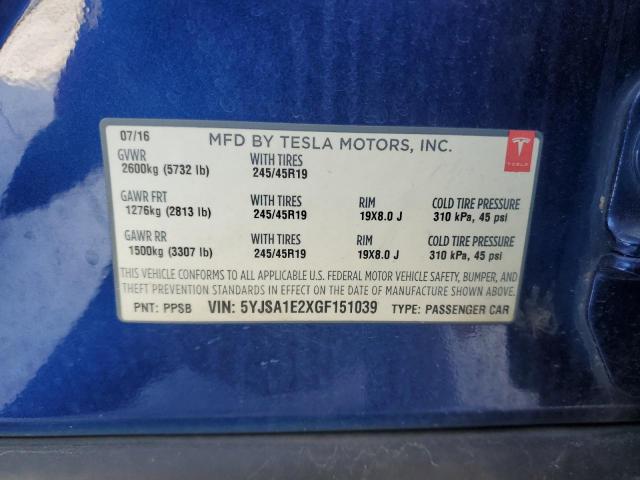 07/16 MFD BY TESLA MOTORS, INC.
GVWR WITH TIRES
2600kg (5732 lb) 245/45R19
TESLA
GAWR FRT WITH TIRES RIM COLD TIRE PRESSURE
1276kg (2813 lb) 245/45R19 19X8.0 J 310 kPa, 45 psi
GAWR RR WITH TIRES RIM COLD TIRE PRESSURE
1500kg (3307 lb) 245/45R19 19X8.0 J 310 kPa, 45 psi
THIS VEHICLE CONFORMS TO ALL APPLICABLE U.S. FEDERAL MOTOR VEHICLE SAFETY, BUMPER, AND
THEFT PREVENTION STANDARDS IN EFFECT ON THE DATE OF MANUFACTURE SHOWN ABOVE.
PNT: PPSB VIN: 5YJSA1E2XGF151039 TYPE: PASSENGER CAR